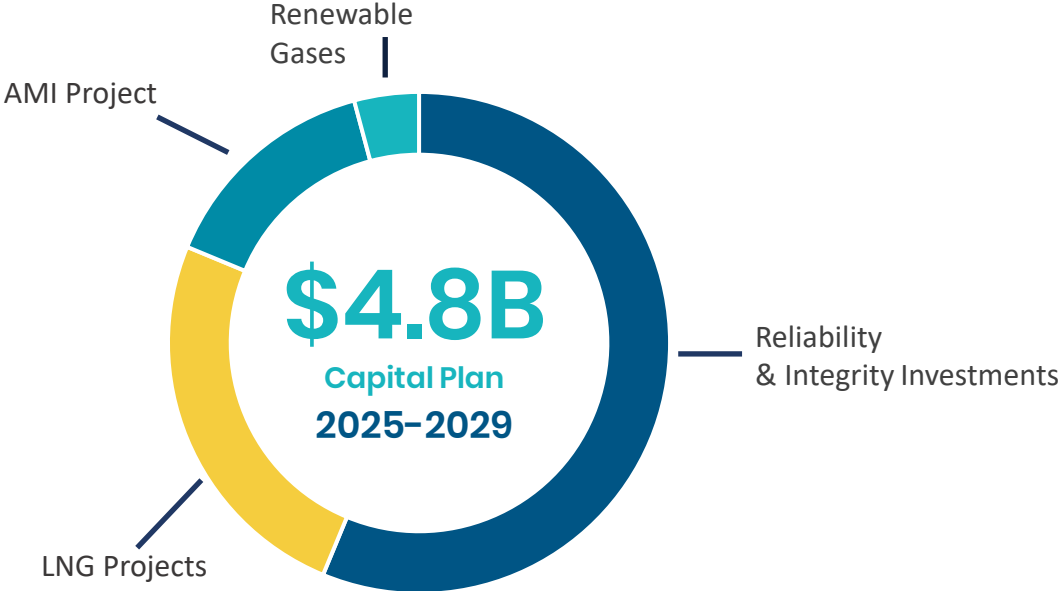 Renewable
Gases
AMI Project
$4.8B
Capital Plan
2025-2029
Reliability
& Integrity Investments
LNG Projects